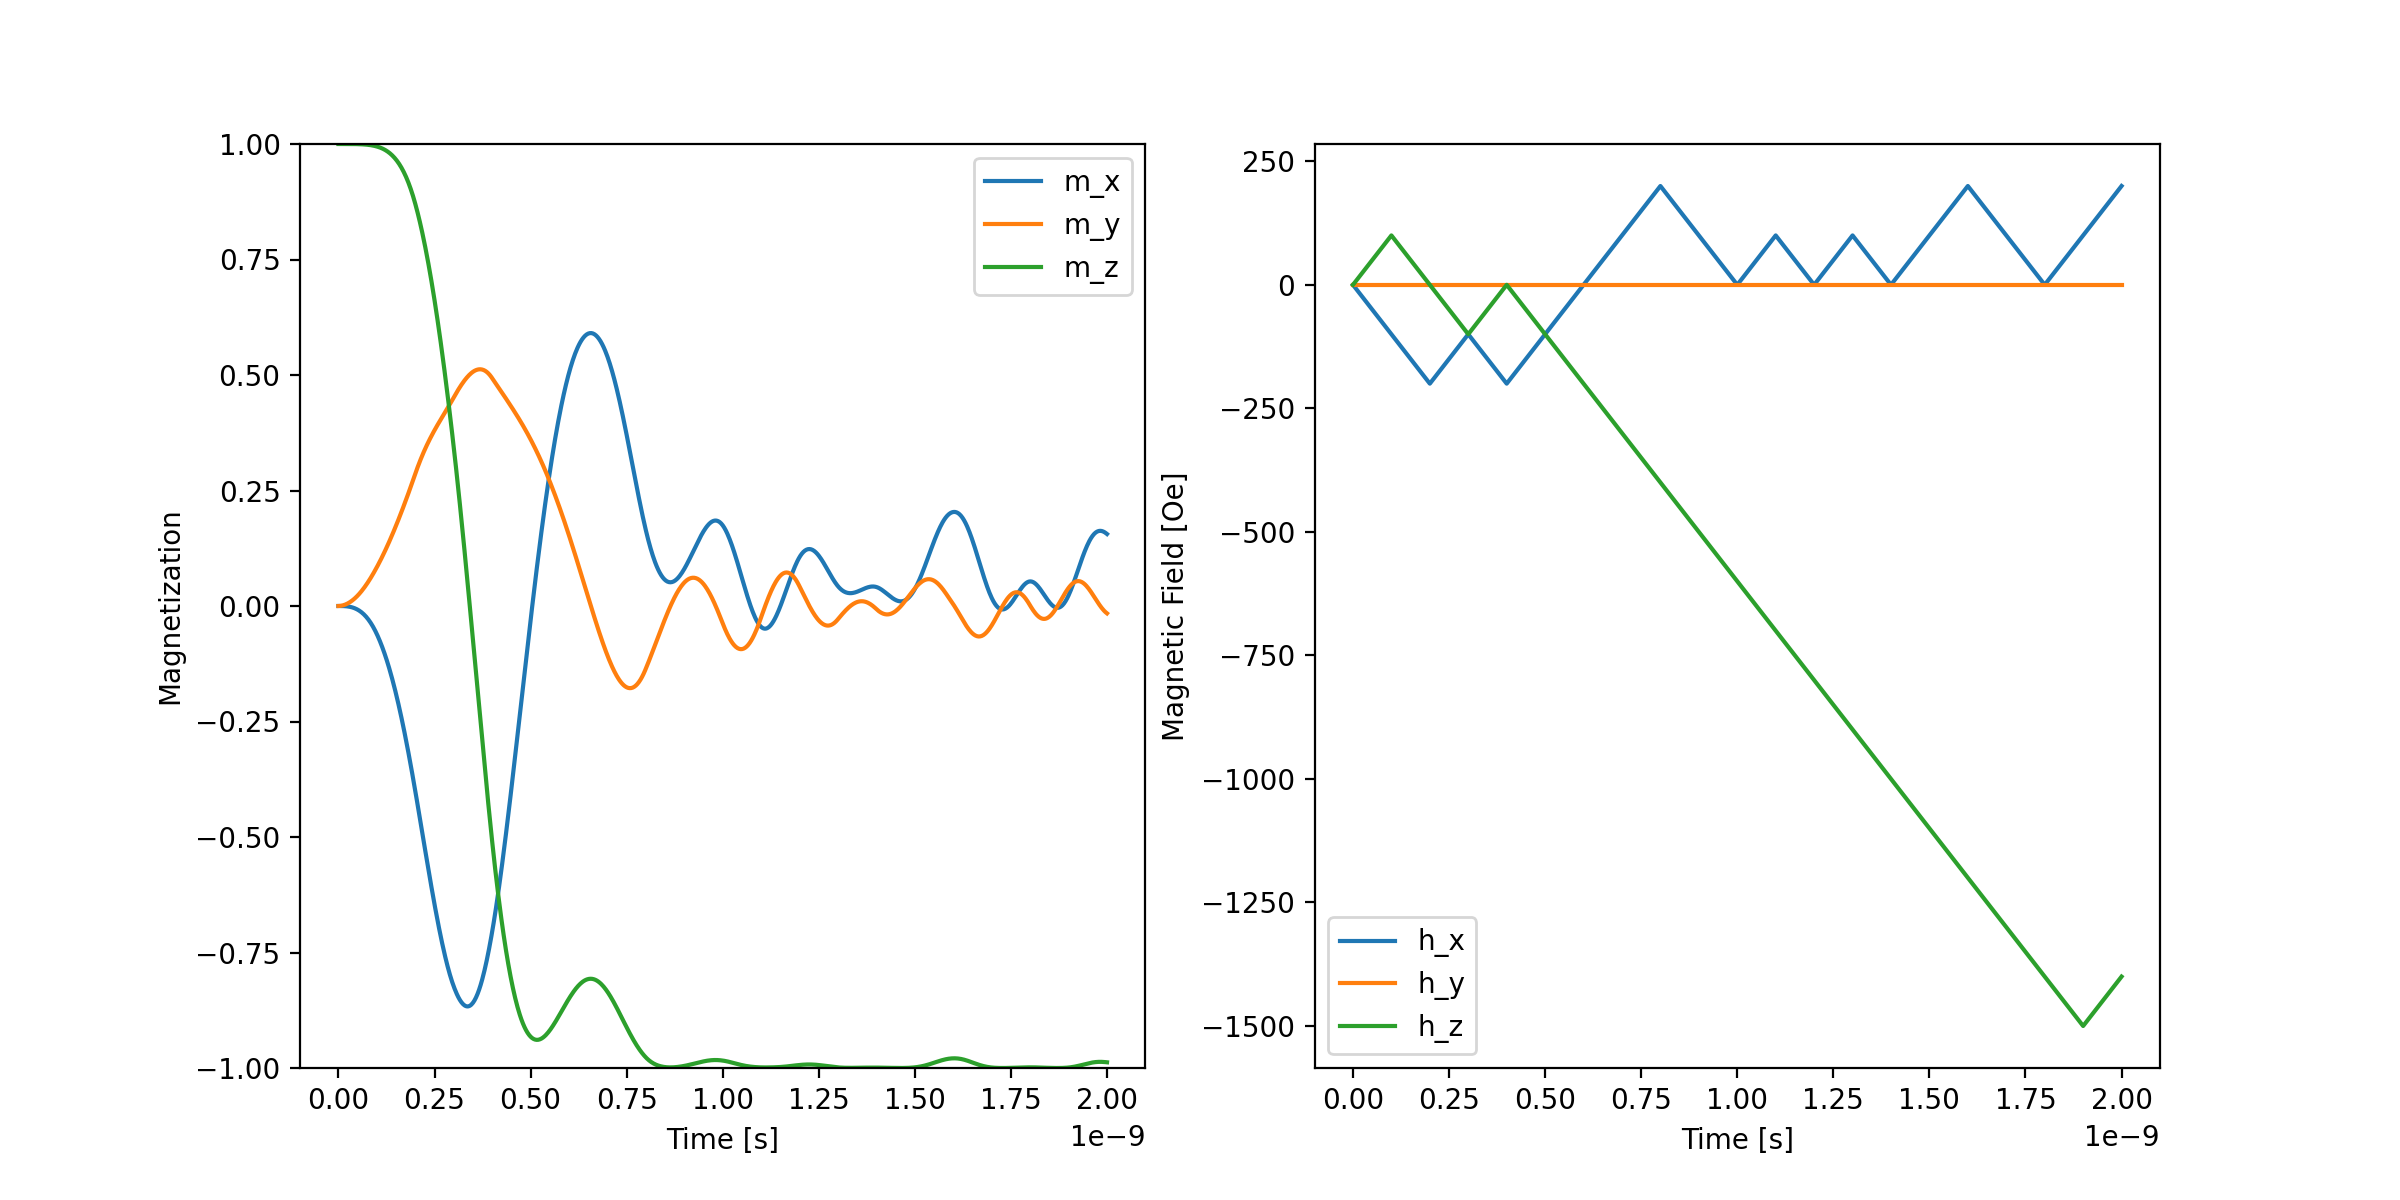 1.00
0.75
0.50
0.25
0.00
−0.25
−0.50
−0.75
−1.00
Magnetization
0.00 0.25 0.50 0.75 1.00 1.25 1.50 1.75 2.00
Time [s]
1e−9
m_x
m_y
m_z
250
0
−250
−500
−750
−1000
−1250
−1500
Magnetic Field [Oe]
0.00 0.25 0.50 0.75 1.00 1.25 1.50 1.75 2.00
Time [s]
1e−9
h_x
h_y
h_z